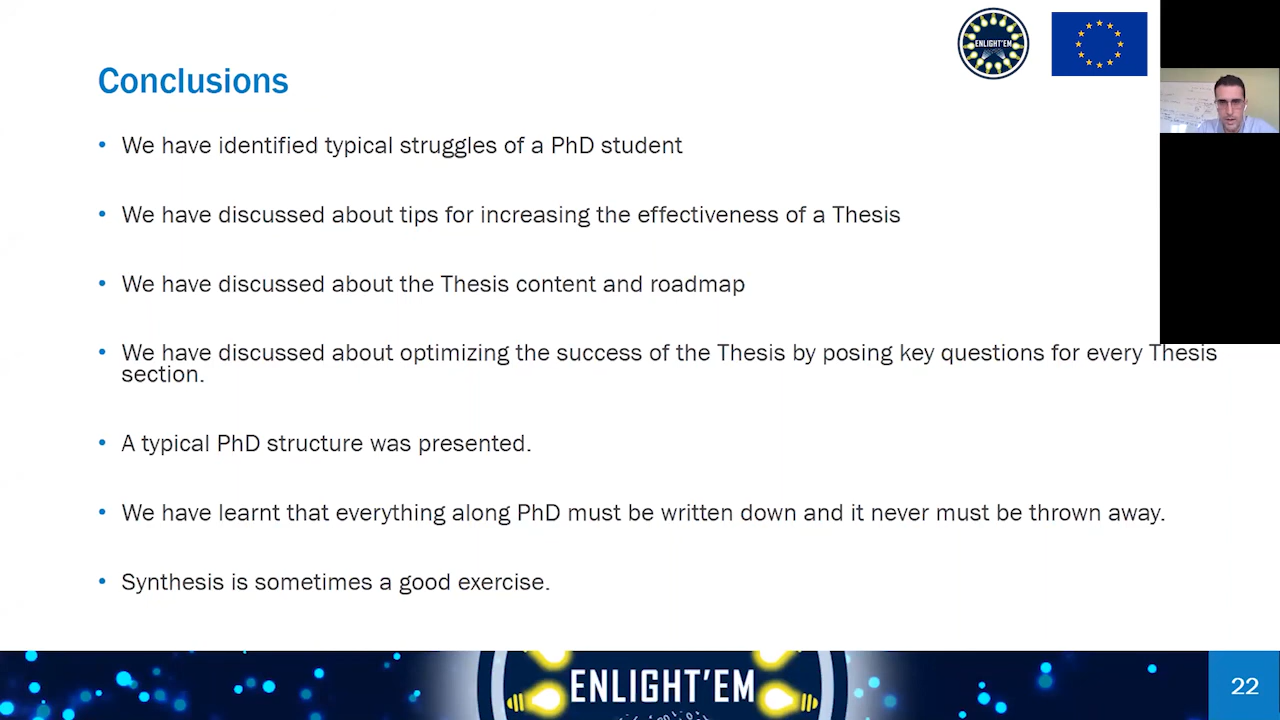 ENLIGHT'EM
Conclusions
• We have identified typical struggles of a PhD student
• We have discussed about tips for increasing the effectiveness of a Thesis
• We have discussed about the Thesis content and roadmap
• We have discussed about optimizing the success of the Thesis by posing key questions for every Thesis
section.
• A typical PhD structure was presented.
• We have learnt that everything along PhD must be written down and it never must be thrown away.
• Synthesis is sometimes a good exercise.
ENLIGHT'EM
22